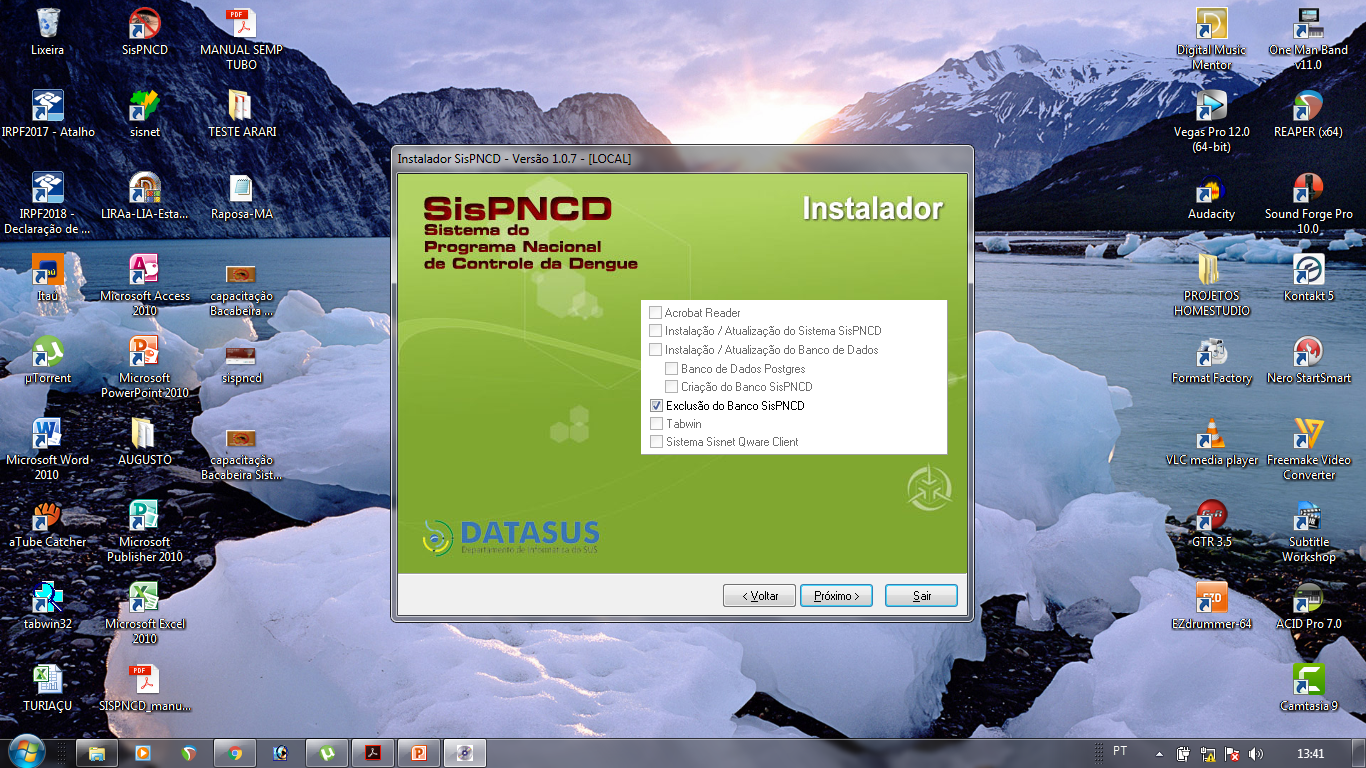 Lixeira
SisPNCD
MANUAL SEMP
TUBO
IRPF2017 - Atalho
sisnet
TESTE ARARI
IRPF2018 -
Declaração de ...
LIRAa-LIA-Esta...
Raposa-MA
Itaú
Microsoft Access
2010
capacitação
Bacabeira ...
µTorrent
Microsoft
PowerPoint 2010
sispncd
Microsoft Word
2010
AUGUSTO
capacitação
Bacabeira Sist...
aTube Catcher
Microsoft
Publisher 2010
tabwin32
Microsoft Excel
2010
TURIAÇU
SISPNCD_manu...
Instalador SisPNCD - Versão 1.0.7 - [LOCAL]
SisPNCD
Sistema do
Programa Nacional
de Controle da Dengue
Instalador
Acrobat Reader
Instalação / Atualização do Sistema SisPNCD
Instalação / Atualização do Banco de Dados
Banco de Dados Postgres
Criação do Banco SisPNCD
Exclusão do Banco SisPNCD
Tabwin
Sistema Sisnet Qware Client
DATASUS
Departamento de Informática do SUS
< Voltar
Próximo >
Sair
Digital Music
Mentor
One Man Band
v11.0
Vegas Pro 12.0
(64-bit)
REAPER (x64)
Audacity
Sound Forge Pro
10.0
PROJETOS
HOMESTUDIO
Kontakt 5
Format Factory
Nero StartSmart
VLC media player
Freemake Video
Converter
GTR 3.5
Subtitle
Workshop
EZdrummer-64
ACID Pro 7.0
Camtasia 9
PT
13:41